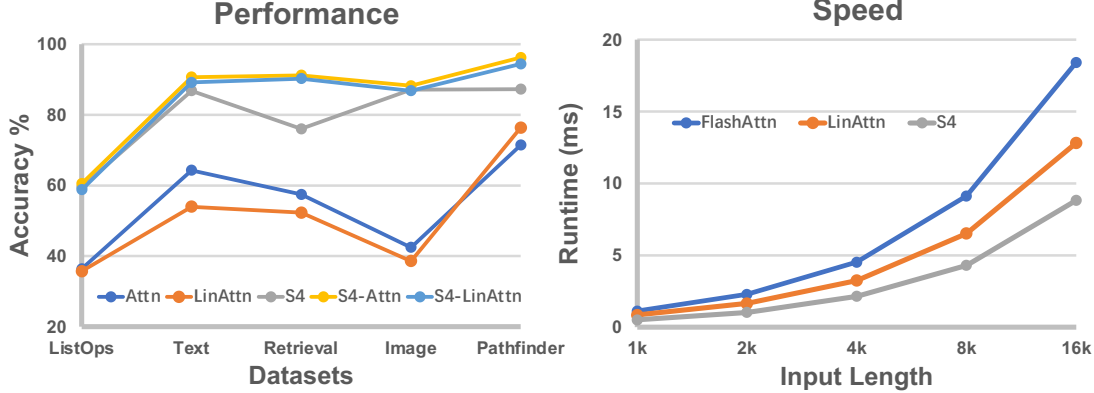 Performance
100
80
60
40
20
Accuracy %
Attn LinAttn S4 S4-Attn S4-LinAttn
ListOps Text Retrieval Image Pathfinder
Datasets
Speed
20
15
10
5
0
Runtime (ms)
FlashAttn LinAttn S4
1k 2k 4k 8k 16k
Input Length